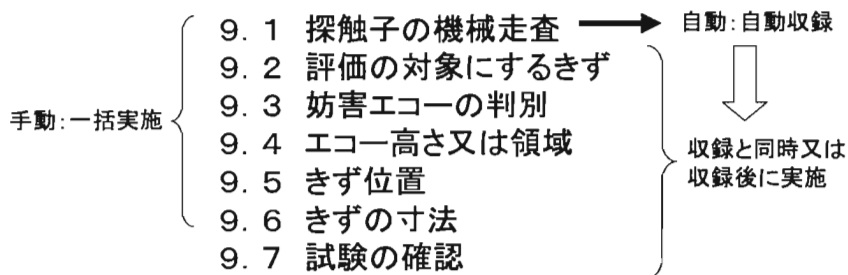 9.1 探触子の機械走査
自動:自動収録
9.2 評価の対象にするきず
9.3 妨害エコーの判別
手動:一括実施
9.4 エコー高さ又は領域
収録と同時又は
収録後に実施
9.5 きず位置
9.6 きずの寸法
9.7 試験の確認